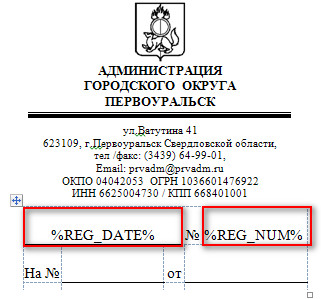 АДМИНИСТРАЦИЯ
ГОРОДСКОГО ОКРУГА
ПЕРВОУРАЛЬСК
ул.Ватутина 41
623109, г.Первоуральск Свердловской области,
тел /факс: (3439) 64-99-01,
Email: prvadm@prvadm.ru
ОКПО 04042053 ОГРН 1036601476922
ИНН 6625004730 / КПП 668401001
%REG_DATE% № %REG_NUM%
На № от